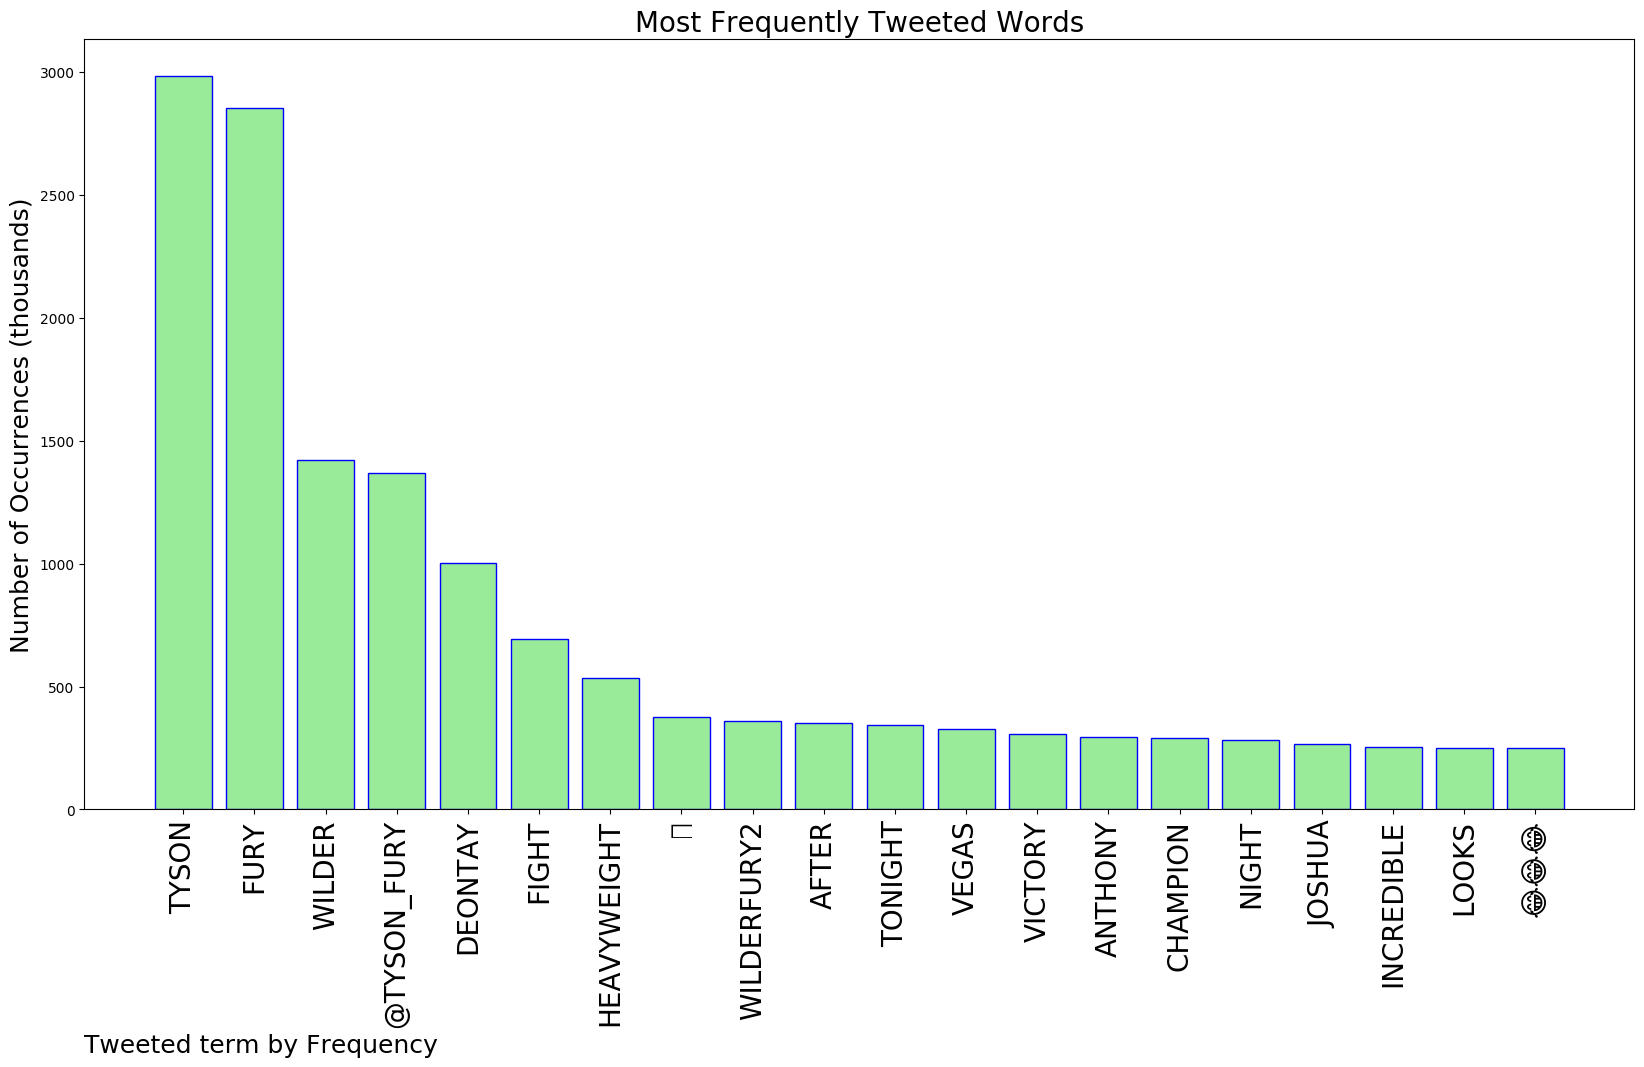 Most Frequently Tweeted Words
Number of Occurrences (thousands)
3000
2500
2000
1500
1000
500
0
TYSON
FURY
WILDER
@TYSON_FURY
DEONTAY
FIGHT
HEAVYWEIGHT
WILDERFURY2
AFTER
TONIGHT
VEGAS
VICTORY
ANTHONY
CHAMPION
NIGHT
JOSHUA
INCREDIBLE
LOOKS
😂😂😂
Tweeted term by Frequency